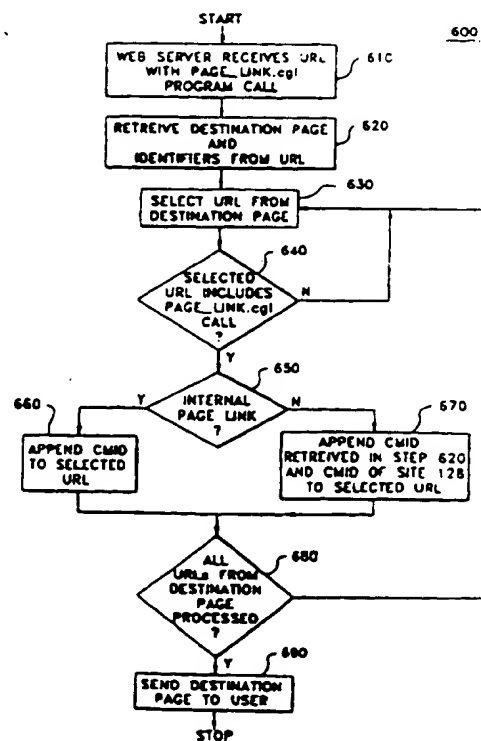 START
600
WEB SERVER RECEIVES URL
WITH PAGE_LINK.cgi
PROGRAM CALL
610
RETREIVE DESTINATION PAGE
AND
IDENTIFIERS FROM URL
620
630
SELECT URL FROM
DESTINATION PAGE
640
SELECTED
URL INCLUDES
PAGE_LINK.cgi
CALL
?
N
Y
650
INTERNAL
PAGE LINK
?
Y
N
660
APPEND CMID
TO SELECTED
URL
670
APPEND CMID
RETREIVED IN STEP 620
AND CMID OF SITE 128
TO SELECTED URL
680
ALL
URLs FROM
DESTINATION
PAGE
PROCESSED
?
Y
690
SEND DESTINATION
PAGE TO USER
STOP